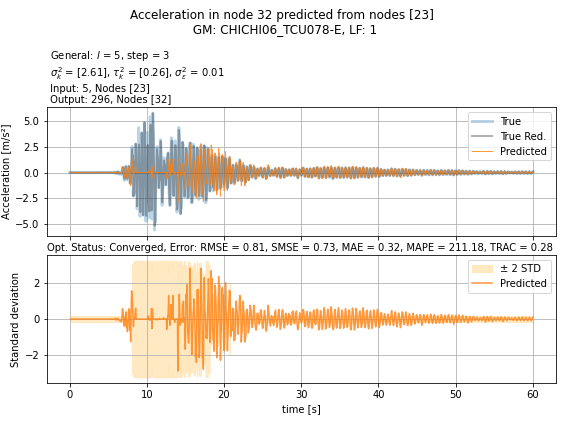 Acceleration in node 32 predicted from nodes [23]
GM: CHICHI06_TCU078-E, LF: 1
General: l = 5, step = 3
σ²ₖ = [2.61], τ²ₖ = [0.26], σ²ε = 0.01
Input: 5, Nodes [23]
Output: 296, Nodes [32]
Acceleration [m/s²]
5.0
2.5
0.0
−2.5
−5.0
True
True Red.
Predicted
Opt. Status: Converged, Error: RMSE = 0.81, SMSE = 0.73, MAE = 0.32, MAPE = 211.18, TRAC = 0.28
Standard deviation
2
0
−2
± 2 STD
Predicted
0 10 20 30 40 50 60
time [s]